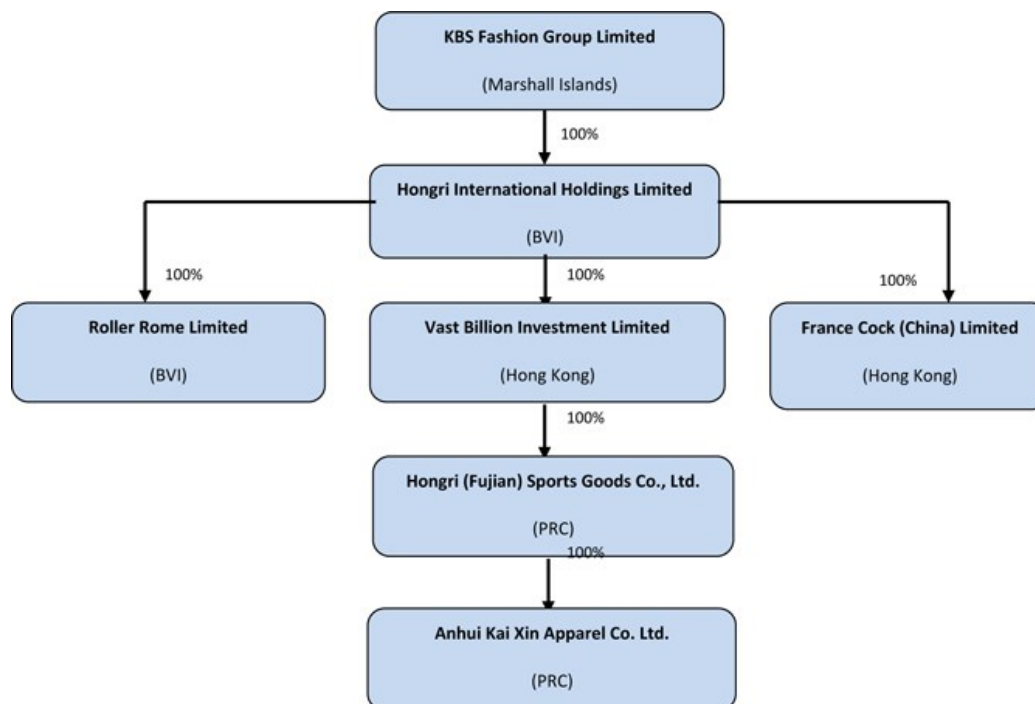 KBS Fashion Group Limited
(Marshall Islands)
100%
Hongri International Holdings Limited
(BVI)
100%
100%
100%
Roller Rome Limited
(BVI)
Vast Billion Investment Limited
(Hong Kong)
France Cock (China) Limited
(Hong Kong)
100%
Hongri (Fujian) Sports Goods Co., Ltd.
(PRC)
100%
Anhui Kai Xin Apparel Co. Ltd.
(PRC)